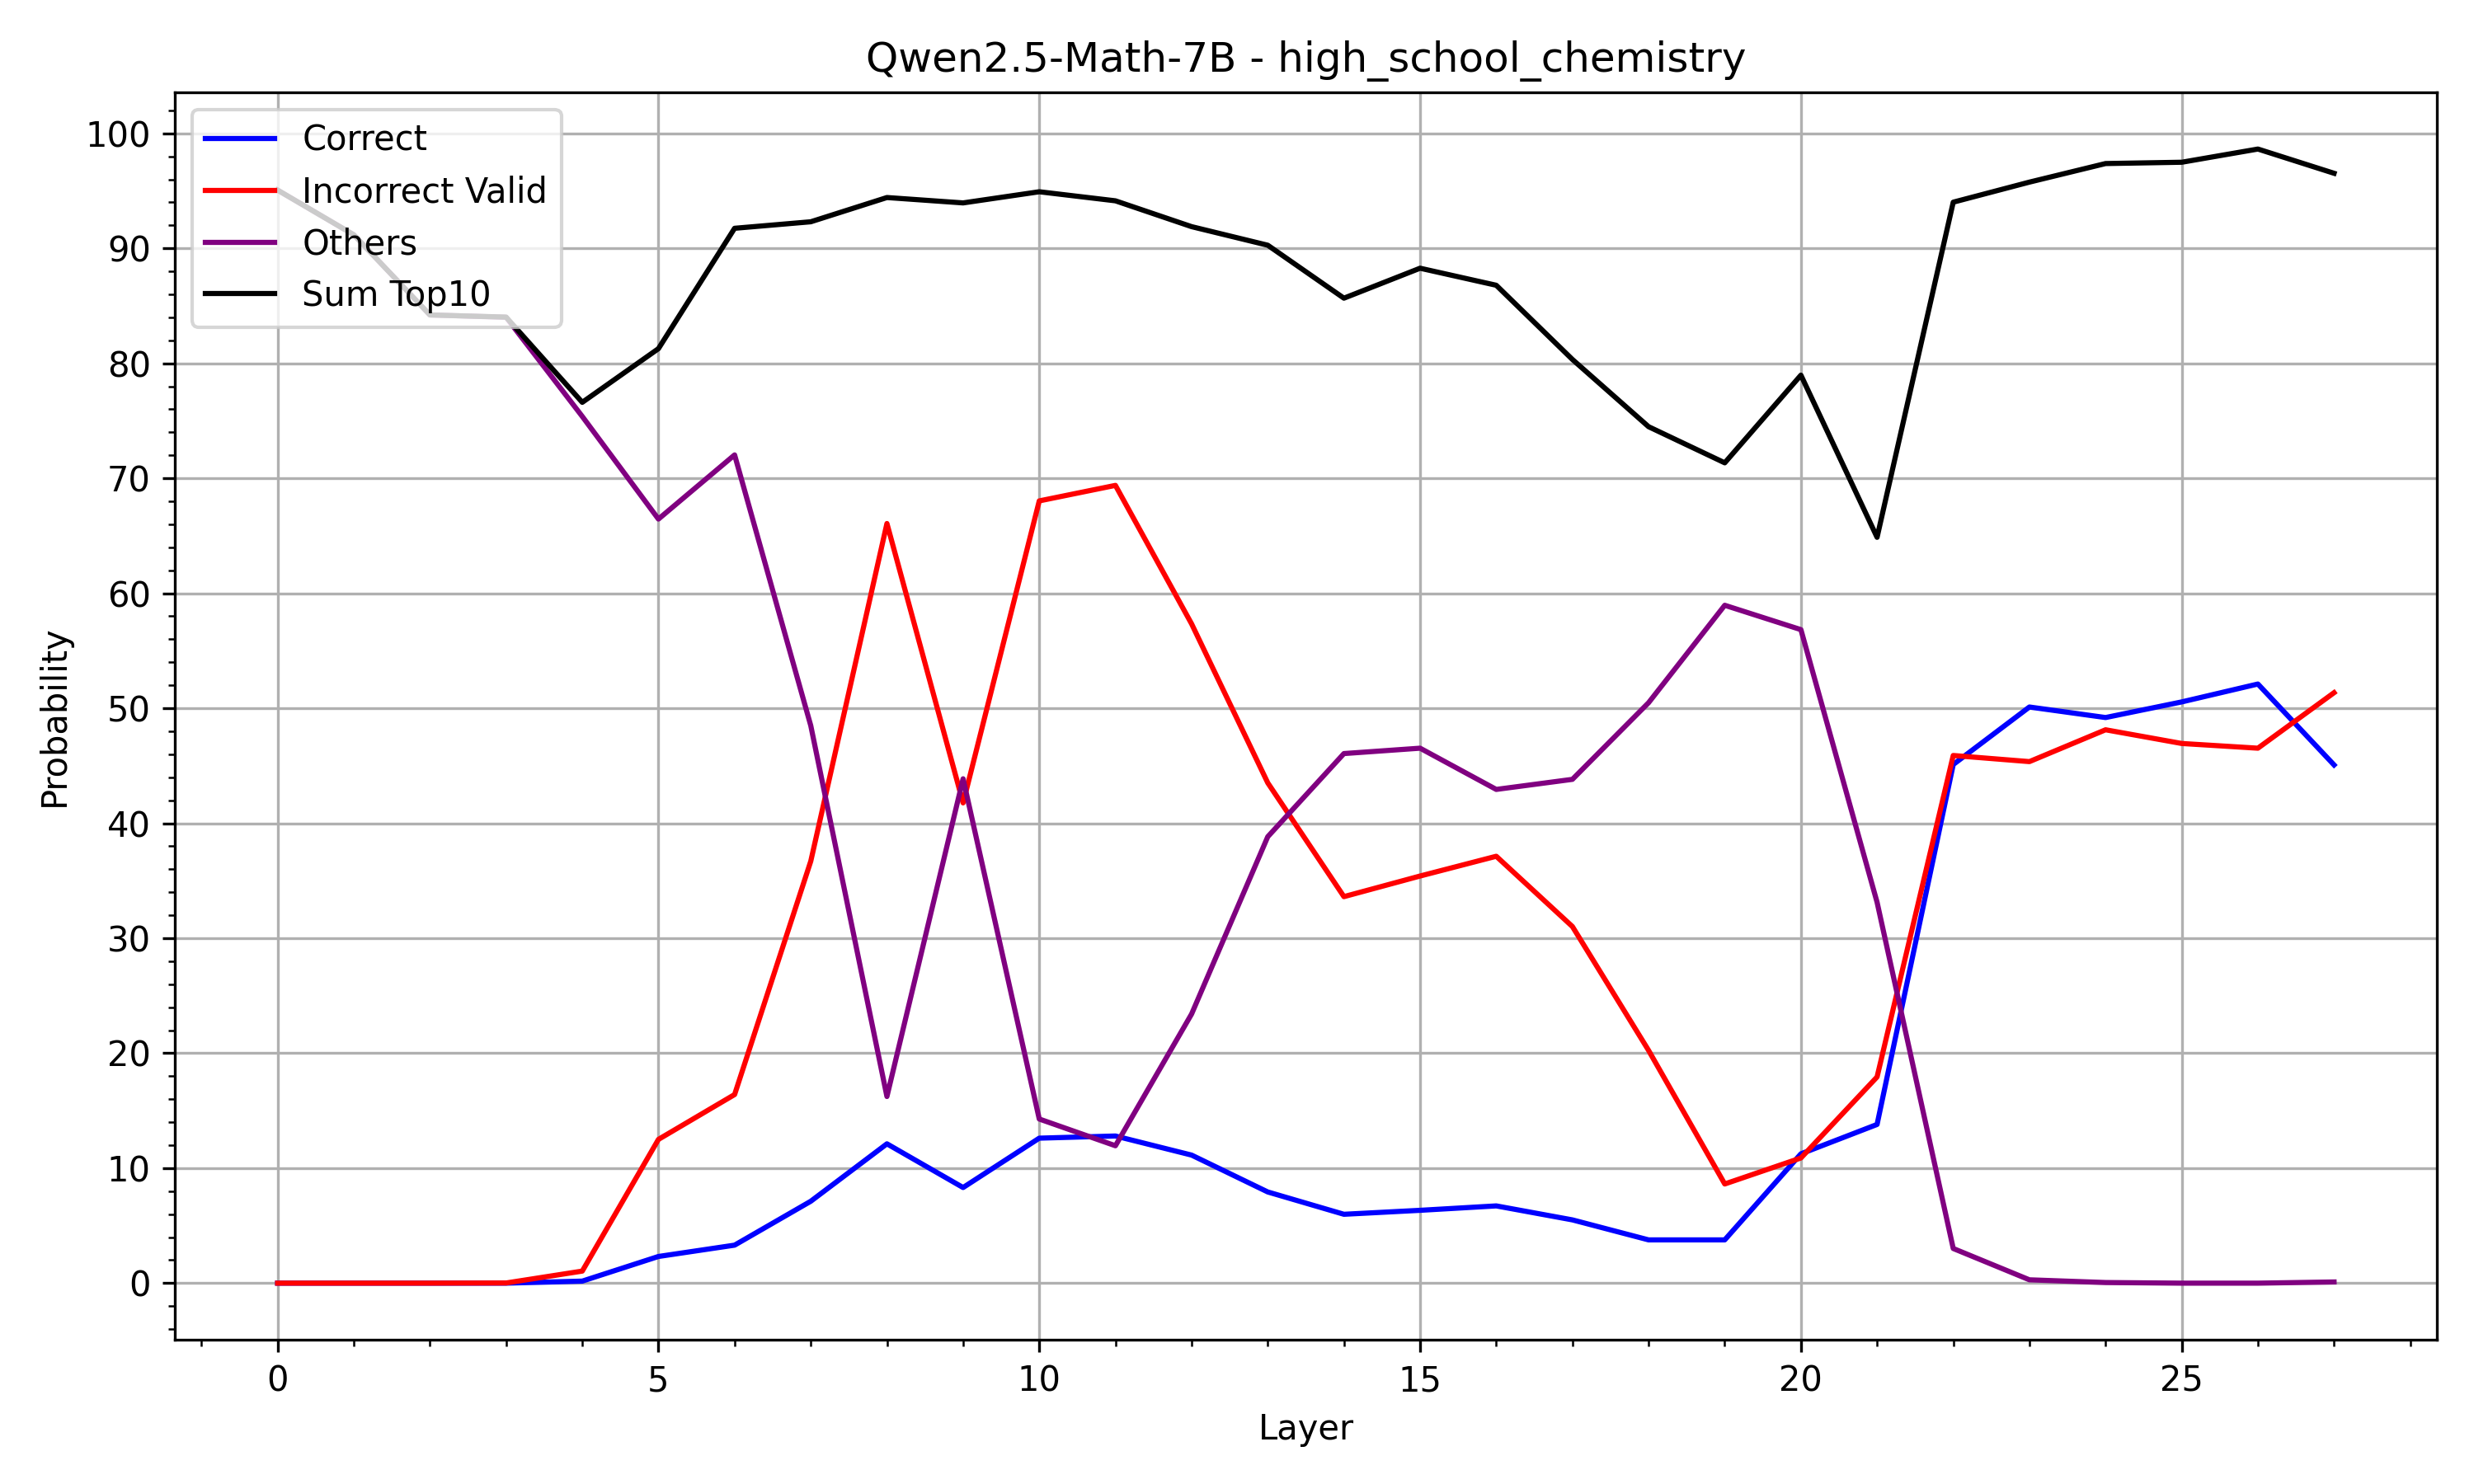 Qwen2.5-Math-7B - high_school_chemistry
Correct
Incorrect Valid
Others
Sum Top10
100
90
80
70
60
50
40
30
20
10
0
Probability
0 5 10 15 20 25
Layer